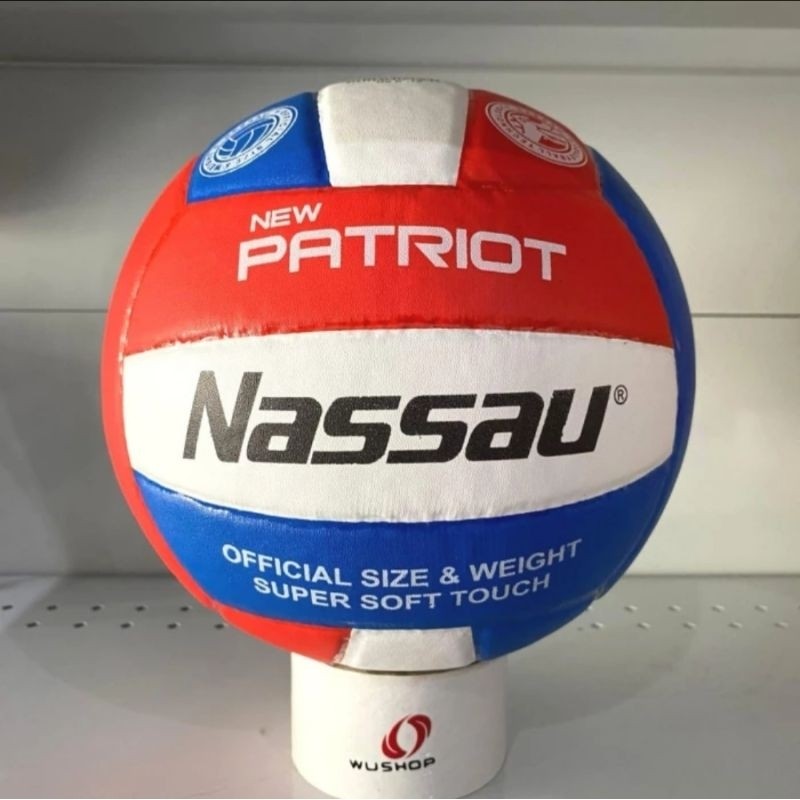 NEW
PATRIOT
Nassau®
OFFICIAL SIZE & WEIGHT
SUPER SOFT TOUCH
WUSHOP